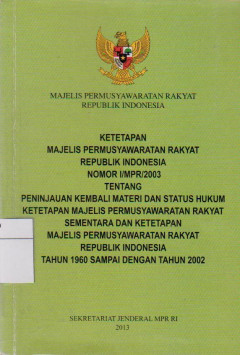 MAJELIS PERMUSYAWARATAN RAKYAT
REPUBLIK INDONESIA
KETETAPAN
MAJELIS PERMUSYAWARATAN RAKYAT
REPUBLIK INDONESIA
NOMOR I/MPR/2003
TENTANG
PENINJAUAN KEMBALI MATERI DAN STATUS HUKUM
KETETAPAN MAJELIS PERMUSYAWARATAN RAKYAT
SEMENTARA DAN KETETAPAN
MAJELIS PERMUSYAWARATAN RAKYAT
REPUBLIK INDONESIA
TAHUN 1960 SAMPAI DENGAN TAHUN 2002
SEKRETARIAT JENDERAL MPR RI
2013